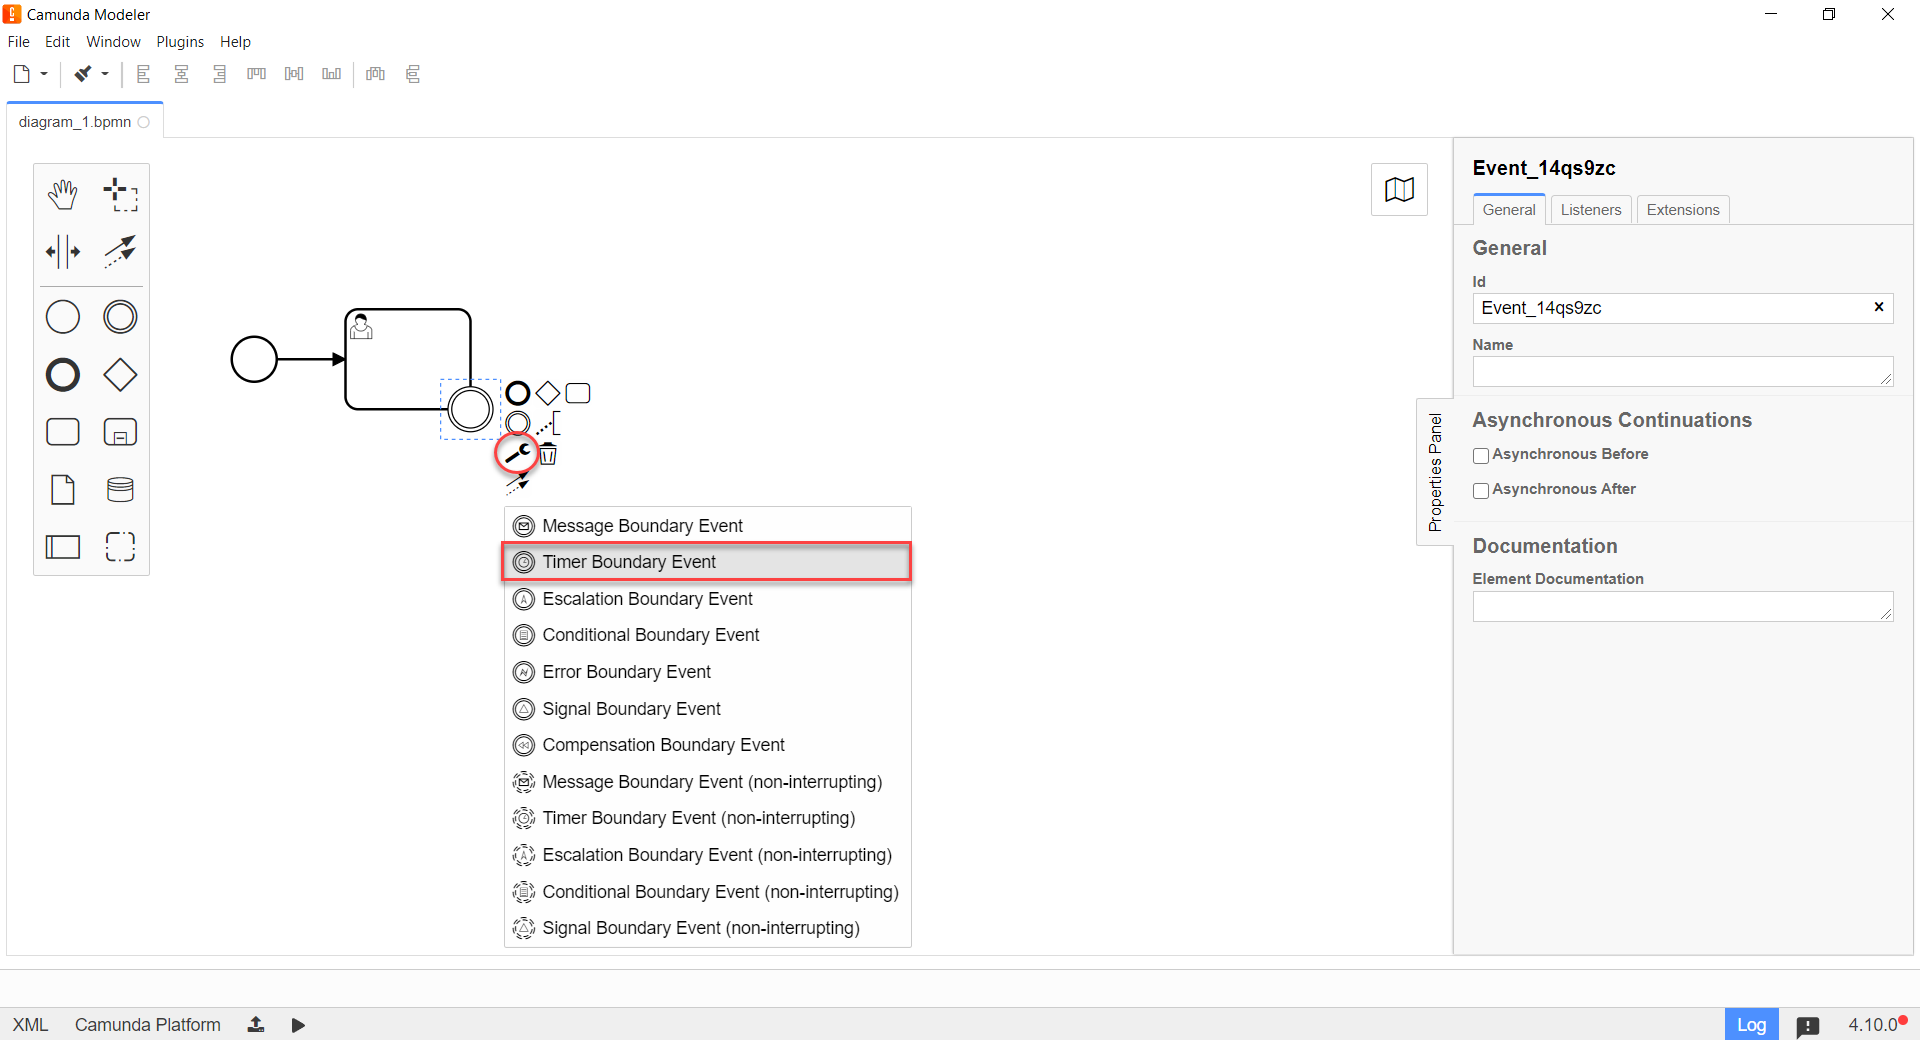 Camunda Modeler
File Edit Window Plugins Help
diagram_1.bpmn
Event_14qs9zc
General Listeners Extensions
General
Id
Event_14qs9zc
Name
Asynchronous Continuations
Asynchronous Before
Asynchronous After
Documentation
Element Documentation
Properties Panel
Message Boundary Event
Timer Boundary Event
Escalation Boundary Event
Conditional Boundary Event
Error Boundary Event
Signal Boundary Event
Compensation Boundary Event
Message Boundary Event (non-interrupting)
Timer Boundary Event (non-interrupting)
Escalation Boundary Event (non-interrupting)
Conditional Boundary Event (non-interrupting)
Signal Boundary Event (non-interrupting)
XML Camunda Platform Log 4.10.0